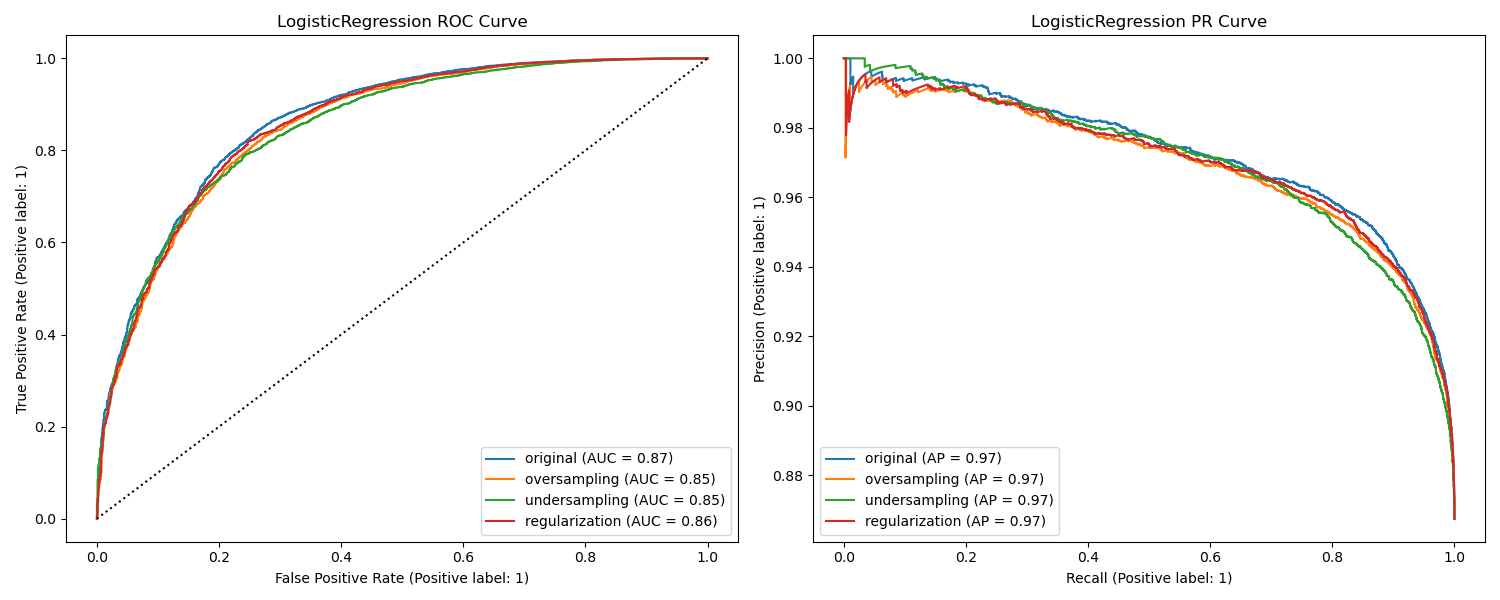 LogisticRegression ROC Curve
True Positive Rate (Positive label: 1)
1.0
0.8
0.6
0.4
0.2
0.0
original (AUC = 0.87)
oversampling (AUC = 0.85)
undersampling (AUC = 0.85)
regularization (AUC = 0.86)
0.0 0.2 0.4 0.6 0.8 1.0
False Positive Rate (Positive label: 1)
LogisticRegression PR Curve
Precision (Positive label: 1)
1.00
0.98
0.96
0.94
0.92
0.90
0.88
original (AP = 0.97)
oversampling (AP = 0.97)
undersampling (AP = 0.97)
regularization (AP = 0.97)
0.0 0.2 0.4 0.6 0.8 1.0
Recall (Positive label: 1)